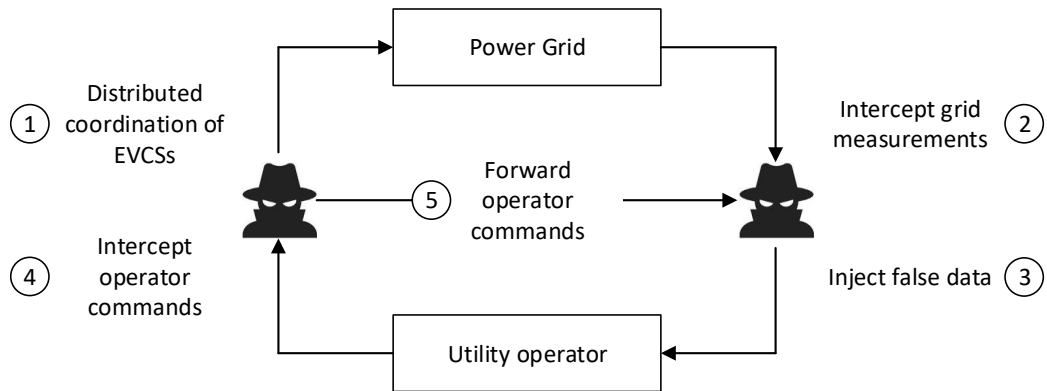 Power Grid
1
Distributed
coordination of
EVCSs
Intercept grid
measurements
2
5
Forward
operator
commands
4
Intercept
operator
commands
Inject false data
3
Utility operator